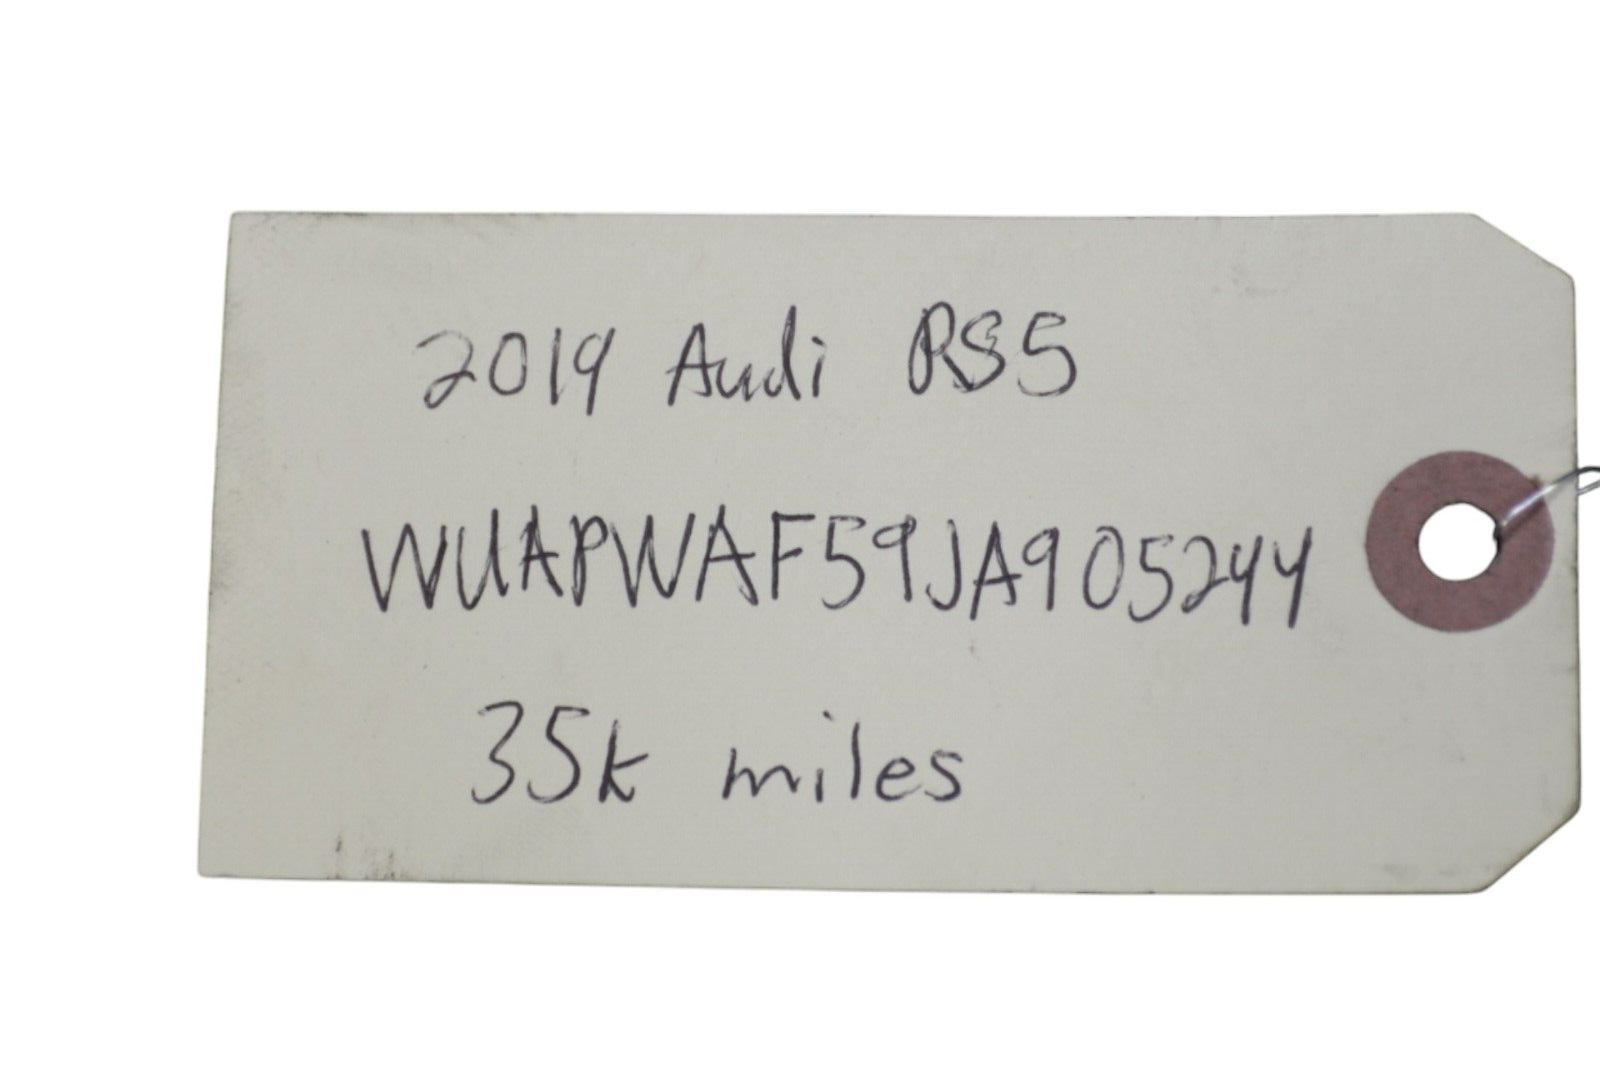 2019 Audi RS5
WUAPWAF59JA905244
35k miles